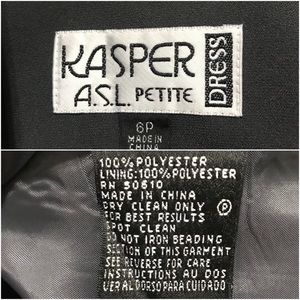 KASPER
A.S.L. PETITE
DRESS
6P
MADE IN
CHINA
100% POLYESTER
LINING: 100% POLYESTER
RN 50610
MADE IN CHINA
DRY CLEAN ONLY P
FOR BEST RESULTS
SPOT CLEAN
DO NOT IRON BEADING
SECTION OF THIS GARMENT
SEE REVERSE FOR CARE
INSTRUCTIONS AU DOS
VER AL DORSO PARA CUIDADO